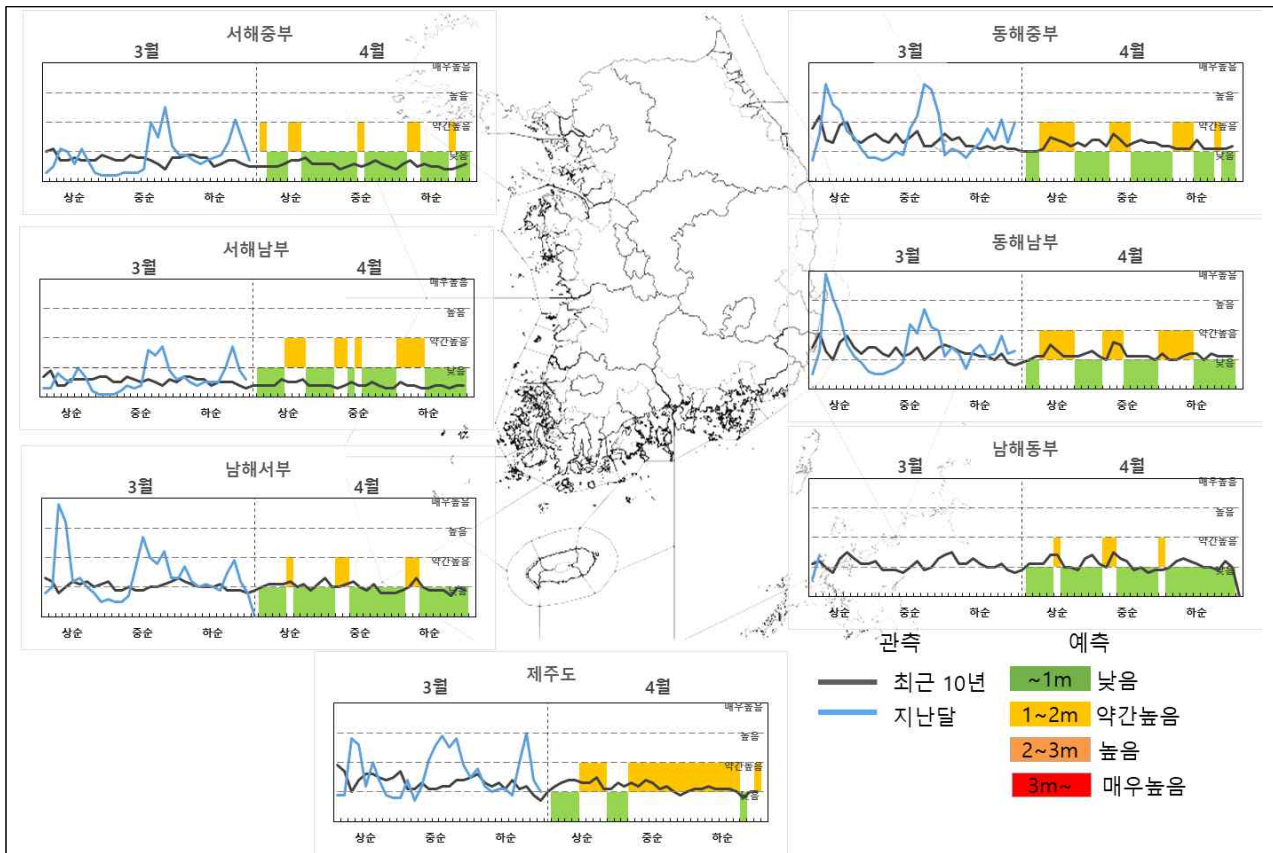 서해중부
3월 4월
매우높음
높음
약간높음
낮음
상순 중순 하순 상순 중순 하순
동해중부
3월 4월
매우높음
높음
약간높음
낮음
상순 중순 하순 상순 중순 하순
서해남부
3월 4월
매우높음
높음
약간높음
낮음
상순 중순 하순 상순 중순 하순
동해남부
3월 4월
매우높음
높음
약간높음
낮음
상순 중순 하순 상순 중순 하순
남해서부
3월 4월
매우높음
높음
약간높음
낮음
상순 중순 하순 상순 중순 하순
남해동부
3월 4월
매우높음
높음
약간높음
낮음
상순 중순 하순 상순 중순 하순
제주도
3월 4월
매우높음
높음
약간높음
낮음
상순 중순 하순 상순 중순 하순
관측 예측
최근 10년 ~1m 낮음
지난달 1~2m 약간높음
2~3m 높음
3m~ 매우높음